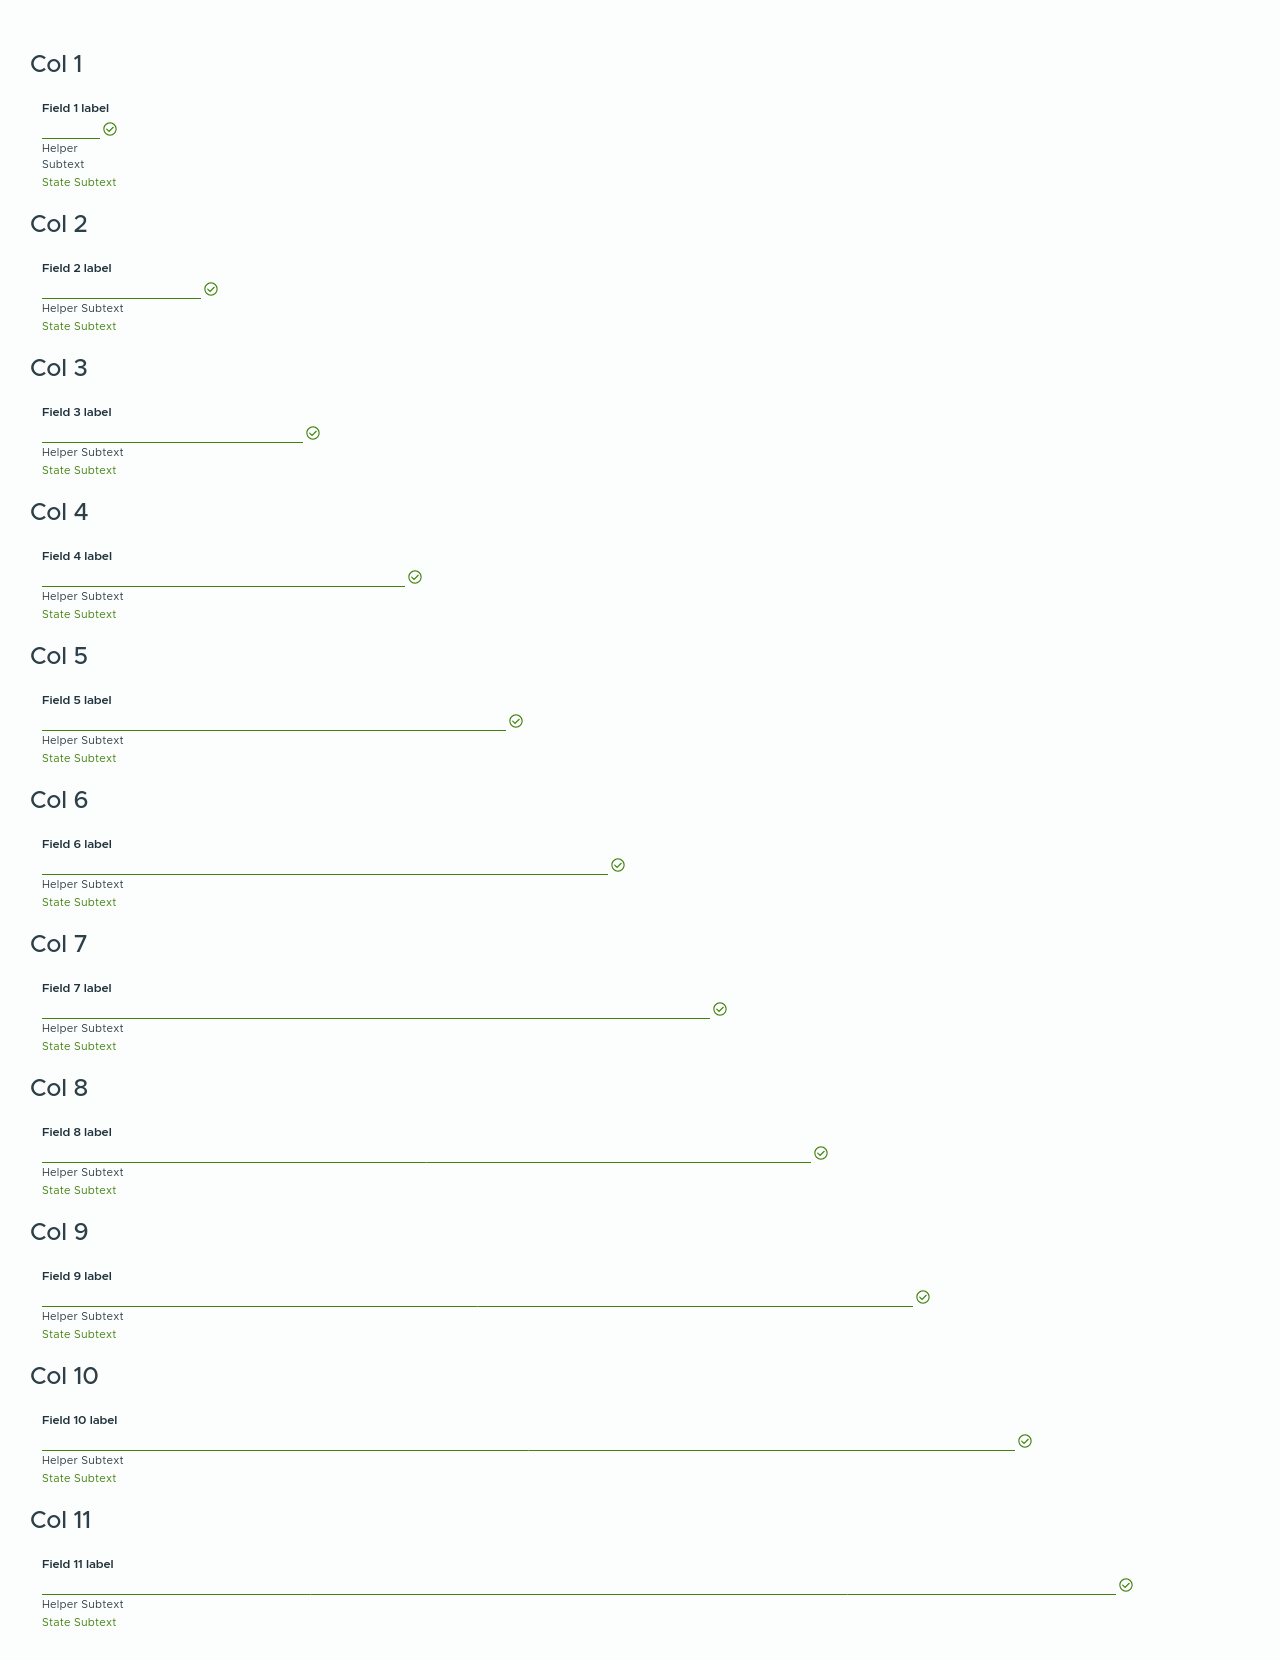 Col 1
Field 1 label
Helper
Subtext
State Subtext
Col 2
Field 2 label
Helper Subtext
State Subtext
Col 3
Field 3 label
Helper Subtext
State Subtext
Col 4
Field 4 label
Helper Subtext
State Subtext
Col 5
Field 5 label
Helper Subtext
State Subtext
Col 6
Field 6 label
Helper Subtext
State Subtext
Col 7
Field 7 label
Helper Subtext
State Subtext
Col 8
Field 8 label
Helper Subtext
State Subtext
Col 9
Field 9 label
Helper Subtext
State Subtext
Col 10
Field 10 label
Helper Subtext
State Subtext
Col 11
Field 11 label
Helper Subtext
State Subtext